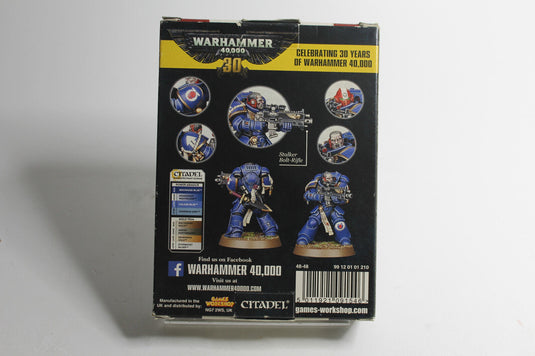 WARHAMMER
40,000
30
CELEBRATING 30 YEARS
OF WARHAMMER 40,000
Stalker
Bolt-Rifle
CITADEL
Find us on Facebook
f WARHAMMER 40,000
Visit us at
WWW.WARHAMMER40000.COM
48-48
99 12 01 01 210
Manufactured in the
UK and distributed by:
GAMES
WORKSHOP
NG7 2WS, UK
CITADEL
games-workshop.com